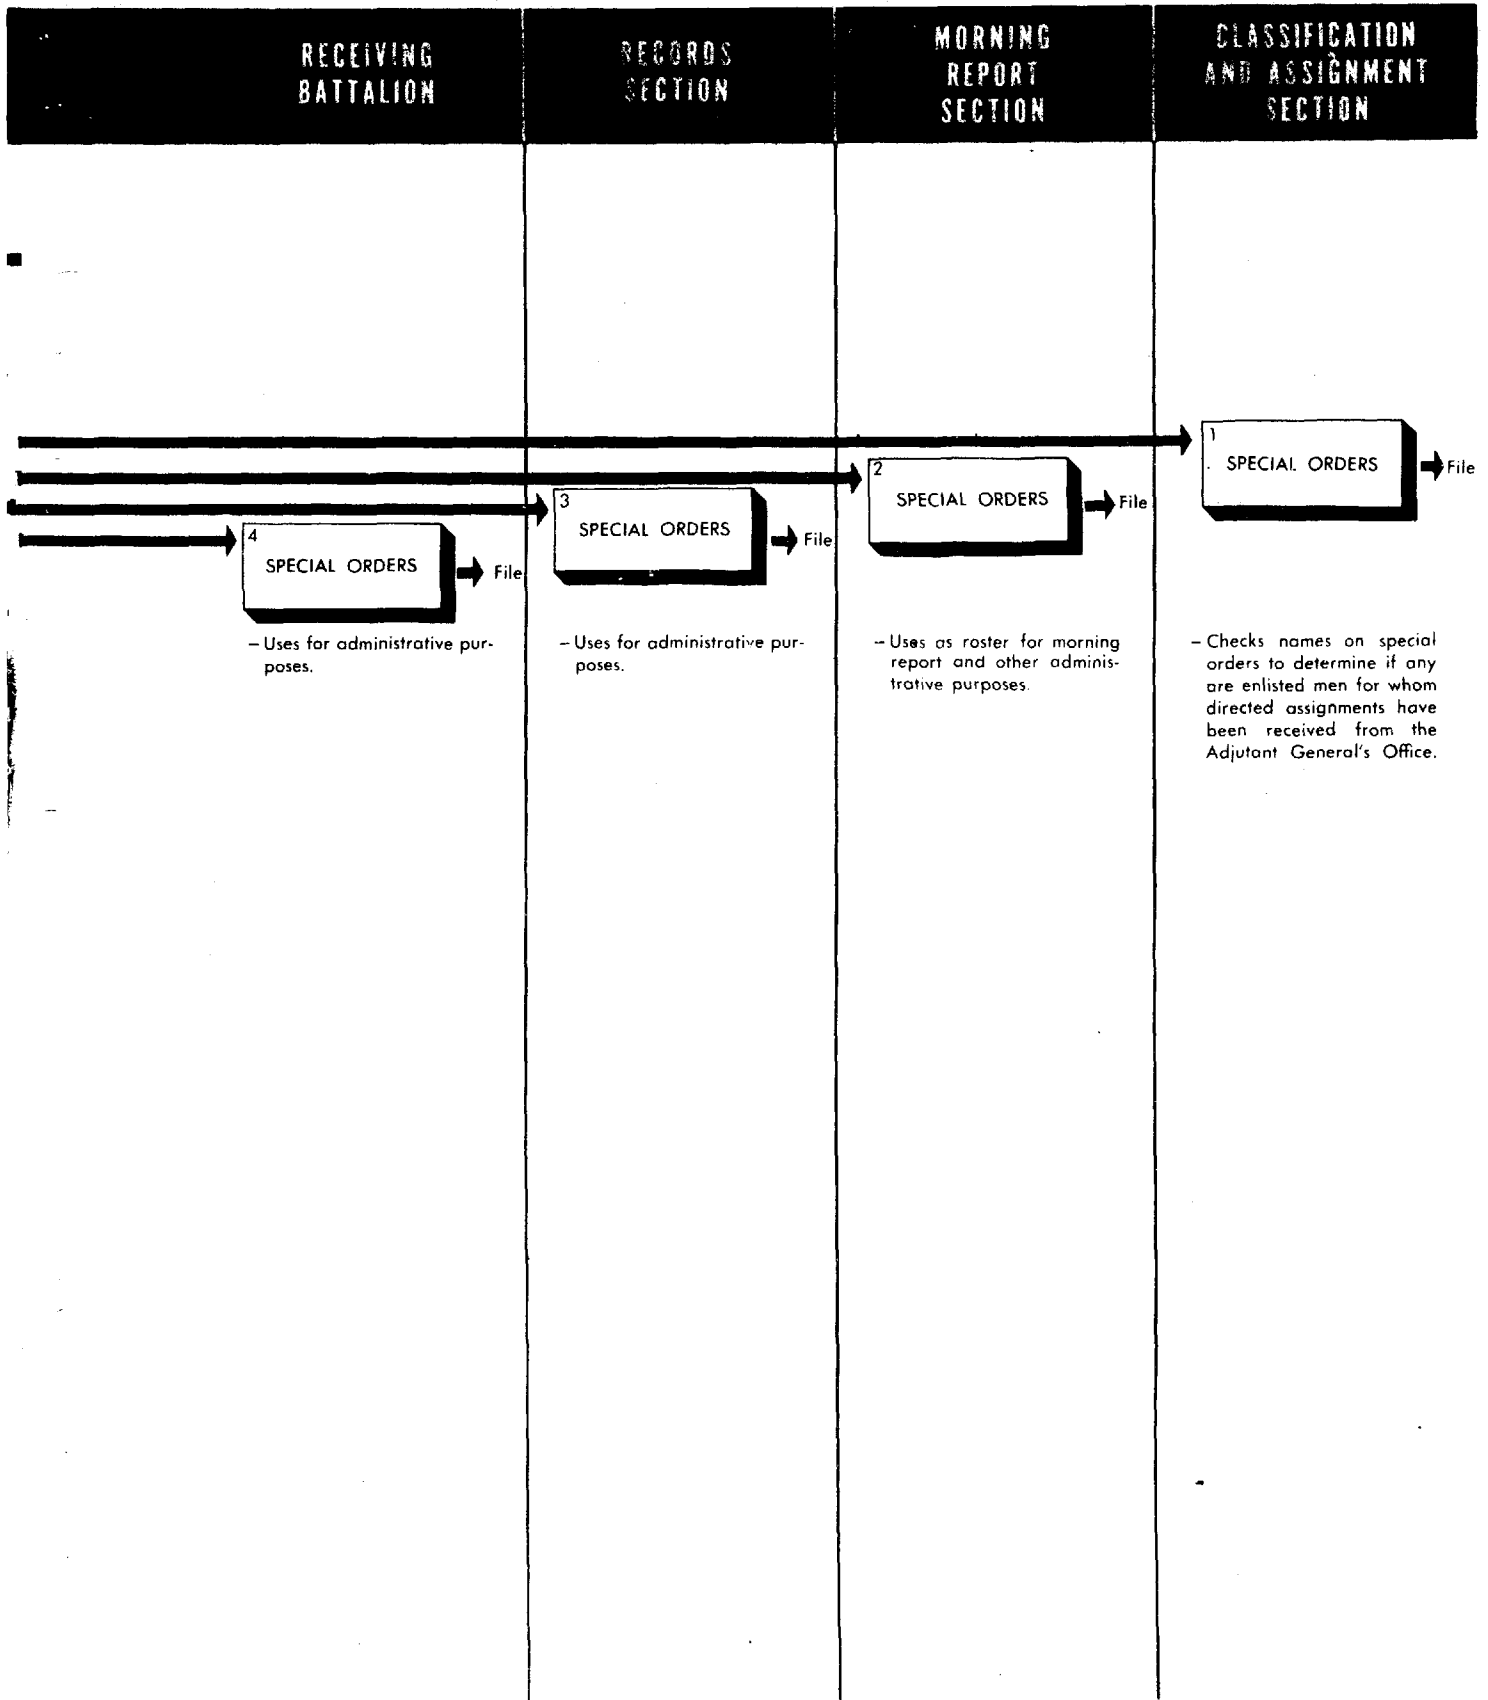 RECEIVING
BATTALION
RECORDS
SECTION
MORNING
REPORT
SECTION
CLASSIFICATION
AND ASSIGNMENT
SECTION
4
SPECIAL ORDERS
File
– Uses for administrative pur-
poses.
3
SPECIAL ORDERS
File
– Uses for administrative pur-
poses.
2
SPECIAL ORDERS
File
– Uses as roster for morning
report and other adminis-
trative purposes.
1
SPECIAL ORDERS
File
– Checks names on special
orders to determine if any
are enlisted men for whom
directed assignments have
been received from the
Adjutant General's Office.